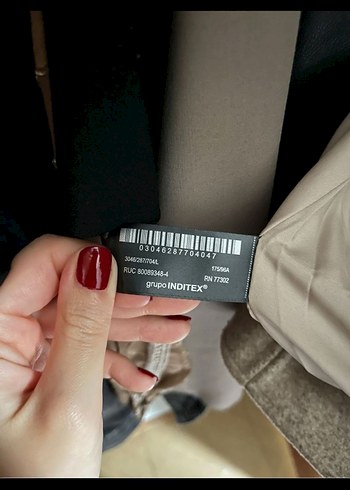 03046287704047
3046/287/704/L
175/96A
RUC 80089348-4
RN 77302
grupo INDITEX®